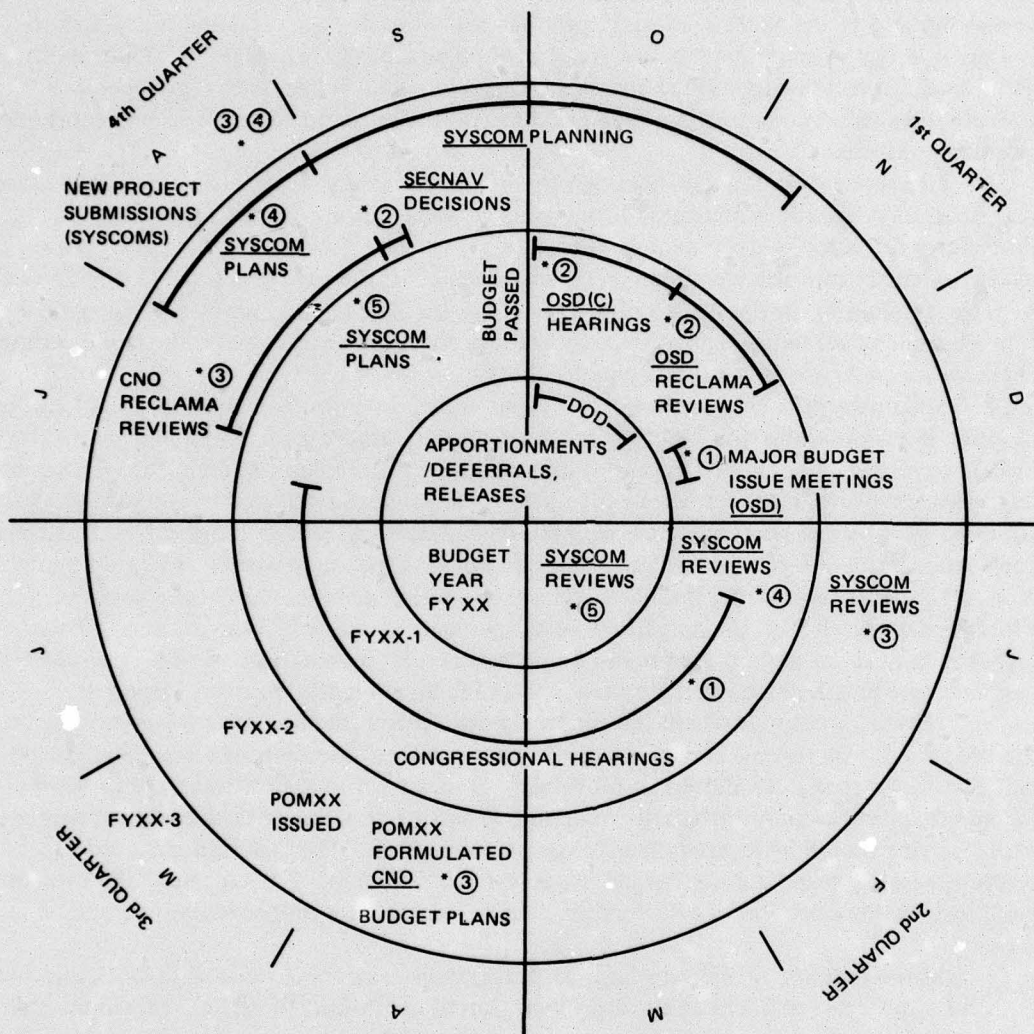 S
O
4th QUARTER
1st QUARTER
③ ④
*
A
N
SYSCOM PLANNING
NEW PROJECT
SUBMISSIONS
(SYSCOMS)
SECNAV
DECISIONS
* ②
* ④
SYSCOM
PLANS
BUDGET
PASSED
* ②
OSD(C)
HEARINGS
* ⑤
SYSCOM
PLANS
* ②
OSD
RECLAMA
REVIEWS
* ③
CNO
RECLAMA
REVIEWS
J
D
DOD
APPORTIONMENTS
/DEFERRALS,
RELEASES
* ① MAJOR BUDGET
ISSUE MEETINGS
(OSD)
BUDGET
YEAR
FY XX
SYSCOM
REVIEWS
* ⑤
SYSCOM
REVIEWS
* ④
SYSCOM
REVIEWS
* ③
FYXX-1
J
J
* ①
FYXX-2
CONGRESSIONAL HEARINGS
POMXX
ISSUED
FYXX-3
POMXX
FORMULATED
CNO * ③
BUDGET PLANS
M
F
3rd QUARTER
2nd QUARTER
A
M